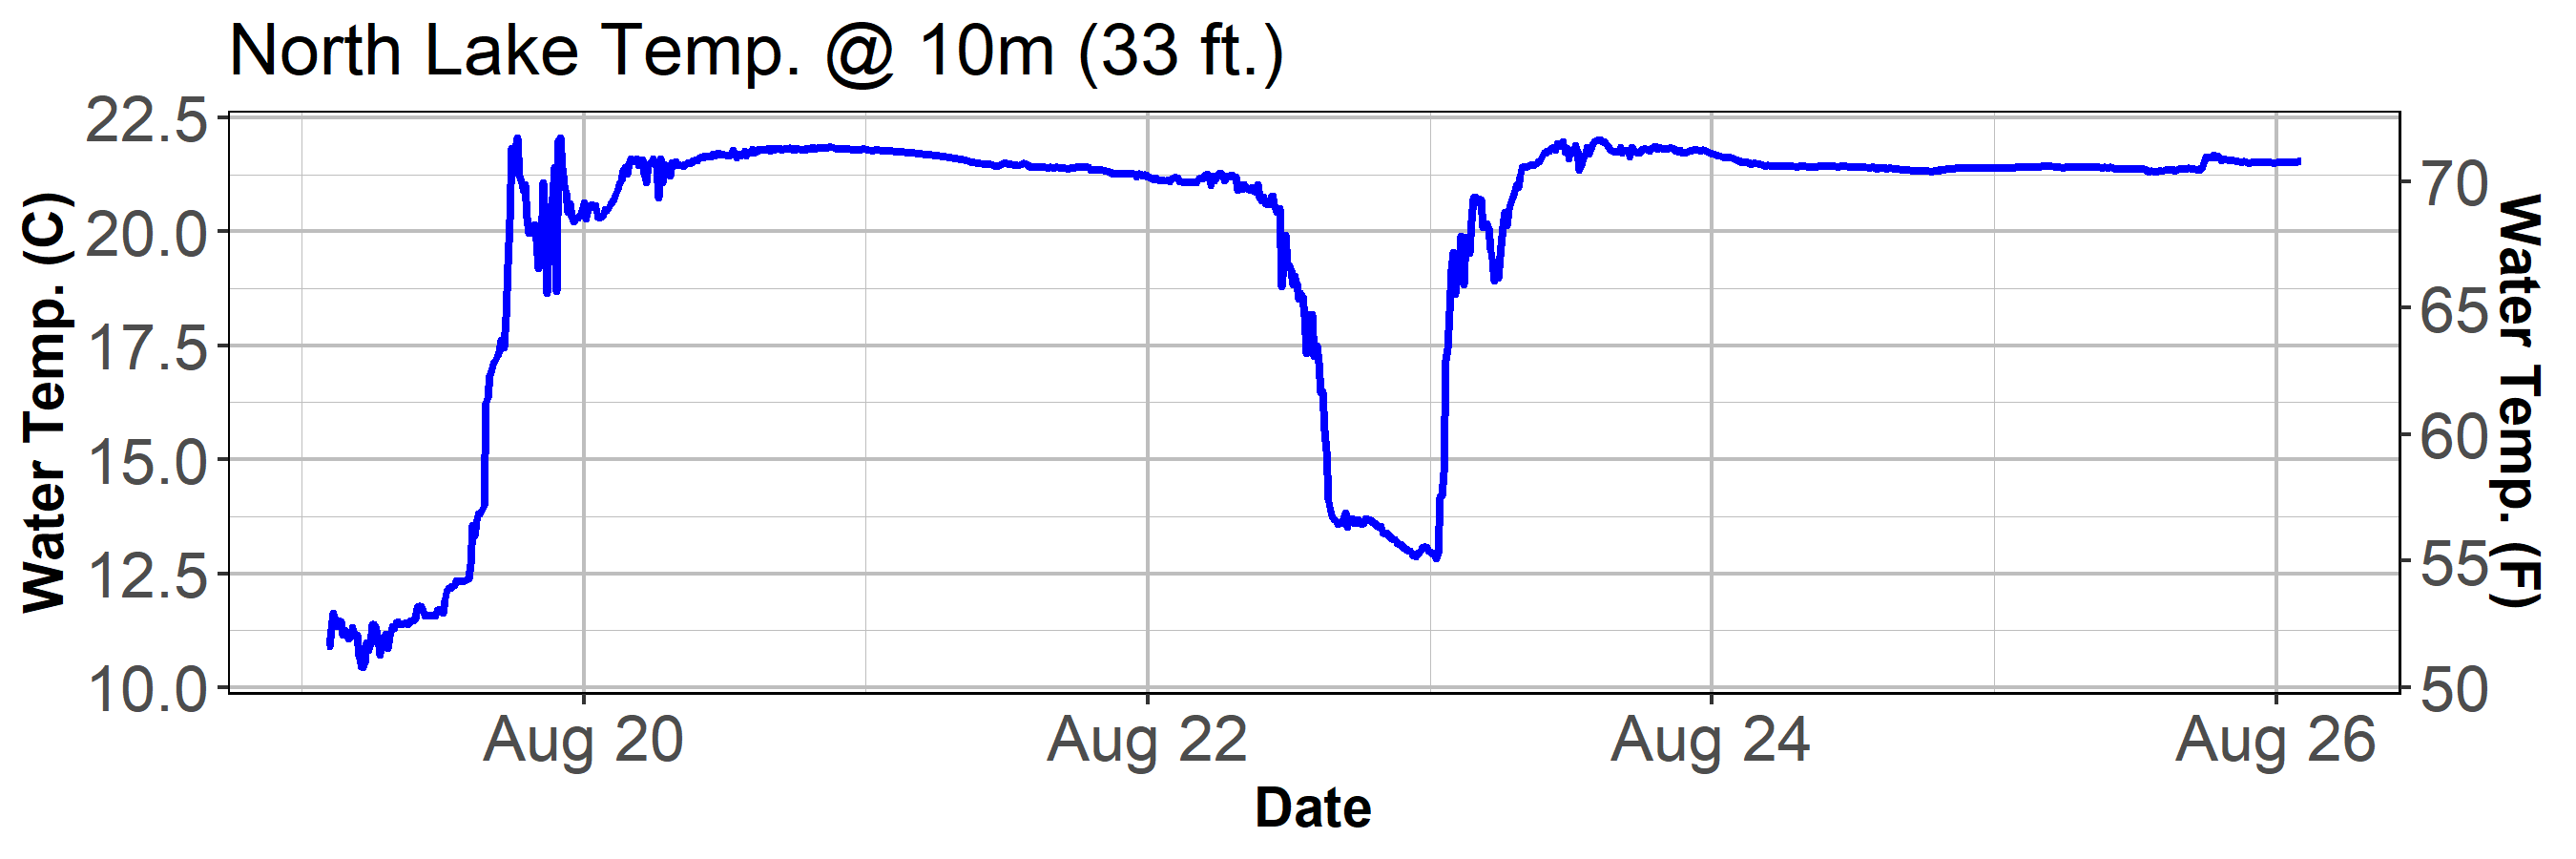 North Lake Temp. @ 10m (33 ft.)
Water Temp. (C)
22.5
20.0
17.5
15.0
12.5
10.0
70
65
60
55
50
Water Temp. (F)
Aug 20 Aug 22 Aug 24 Aug 26
Date